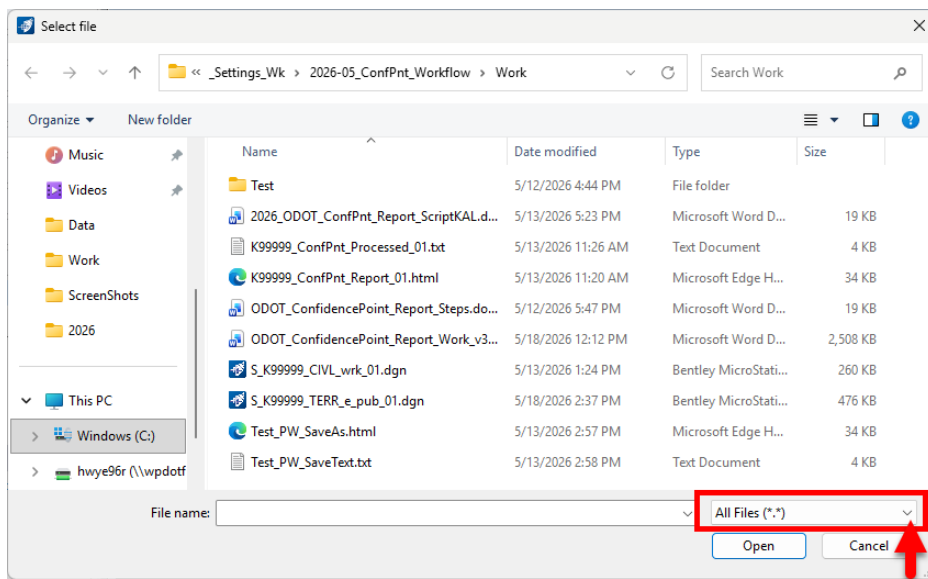 Select file
« _Settings_Wk > 2026-05_ConfPnt_Workflow > Work
Search Work
Organize
New folder
Music
Videos
Data
Work
ScreenShots
2026
This PC
Windows (C:)
hwye96r (\\wpdotf
Name Date modified Type Size
Test 5/12/2026 4:44 PM File folder
2026_ODOT_ConfPnt_Report_ScriptKAL.d... 5/13/2026 5:23 PM Microsoft Word D... 19 KB
K99999_ConfPnt_Processed_01.txt 5/13/2026 11:26 AM Text Document 4 KB
K99999_ConfPnt_Report_01.html 5/13/2026 11:20 AM Microsoft Edge H... 34 KB
ODOT_ConfidencePoint_Report_Steps.do... 5/12/2026 5:47 PM Microsoft Word D... 19 KB
ODOT_ConfidencePoint_Report_Work_v3... 5/18/2026 12:12 PM Microsoft Word D... 2,508 KB
S_K99999_CIVL_wrk_01.dgn 5/13/2026 1:24 PM Bentley MicroStati... 260 KB
S_K99999_TERR_e_pub_01.dgn 5/18/2026 2:37 PM Bentley MicroStati... 476 KB
Test_PW_SaveAs.html 5/13/2026 2:57 PM Microsoft Edge H... 34 KB
Test_PW_SaveText.txt 5/13/2026 2:58 PM Text Document 4 KB
File name:
All Files (*.*)
Open
Cancel